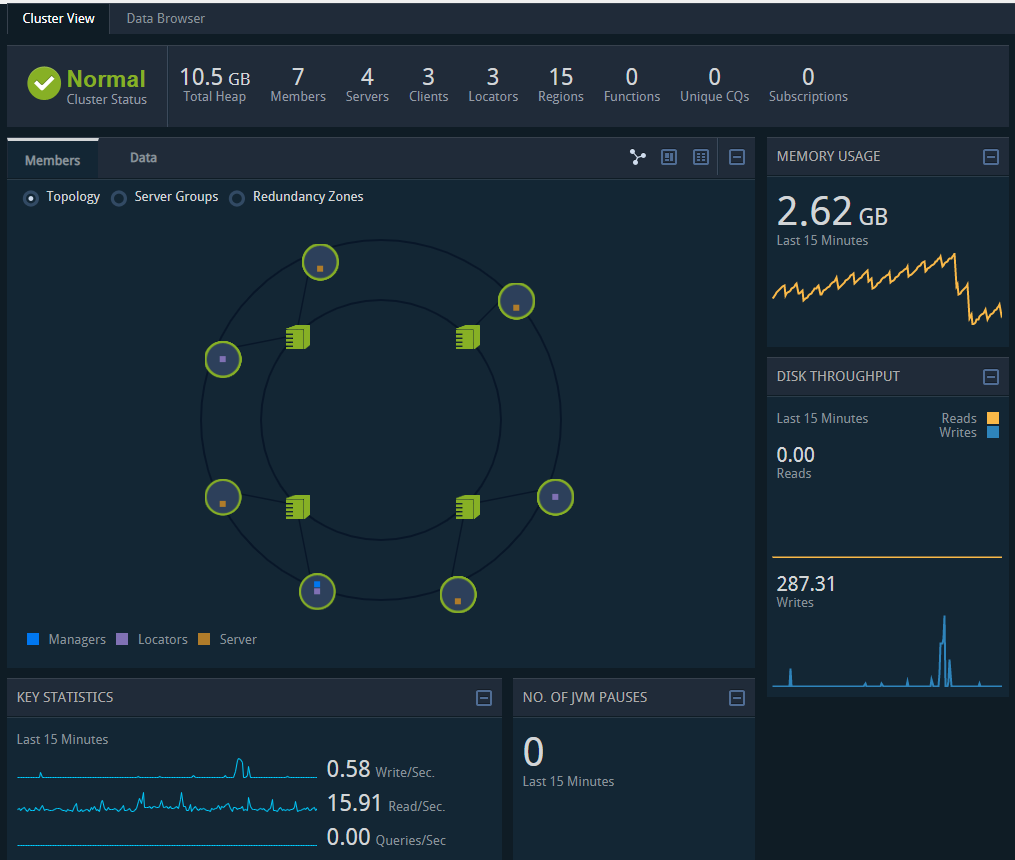 Cluster View Data Browser
Normal
Cluster Status
10.5 GB 7 4 3 3 15 0 0 0
Total Heap Members Servers Clients Locators Regions Functions Unique CQs Subscriptions
Members Data
Topology Server Groups Redundancy Zones
Managers Locators Server
MEMORY USAGE
2.62 GB
Last 15 Minutes
DISK THROUGHPUT
Last 15 Minutes Reads
Writes
0.00
Reads
287.31
Writes
KEY STATISTICS
Last 15 Minutes
0.58 Write/Sec.
15.91 Read/Sec.
0.00 Queries/Sec
NO. OF JVM PAUSES
0
Last 15 Minutes